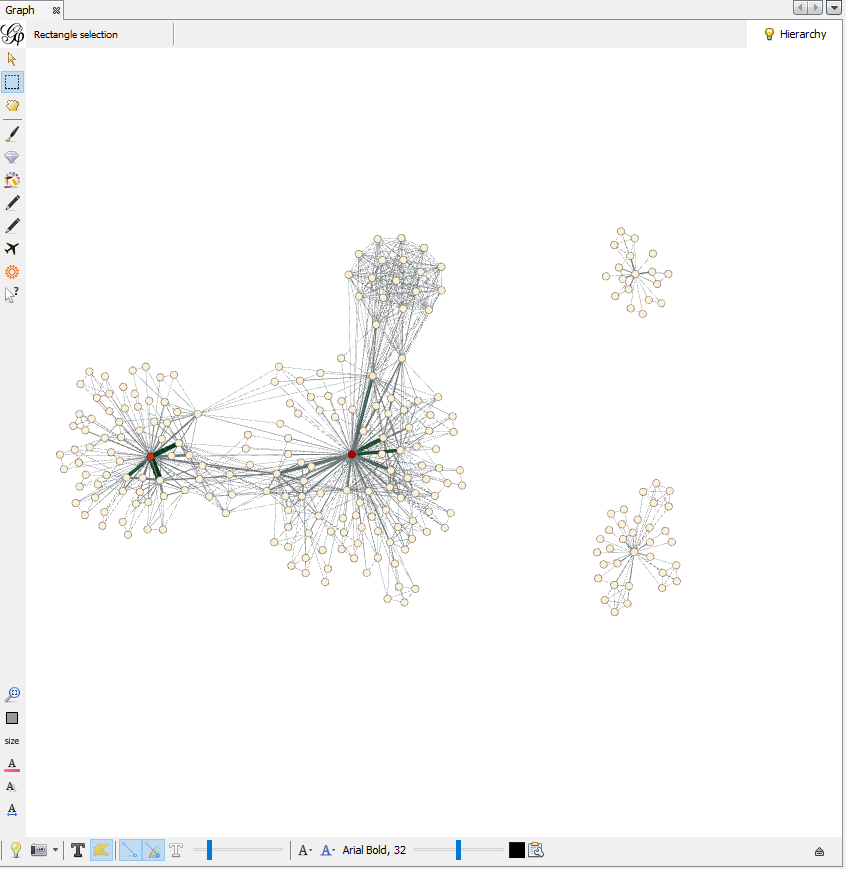 Graph
Rectangle selection
Hierarchy
size
A
A
A
T
T
A
A
Arial Bold, 32